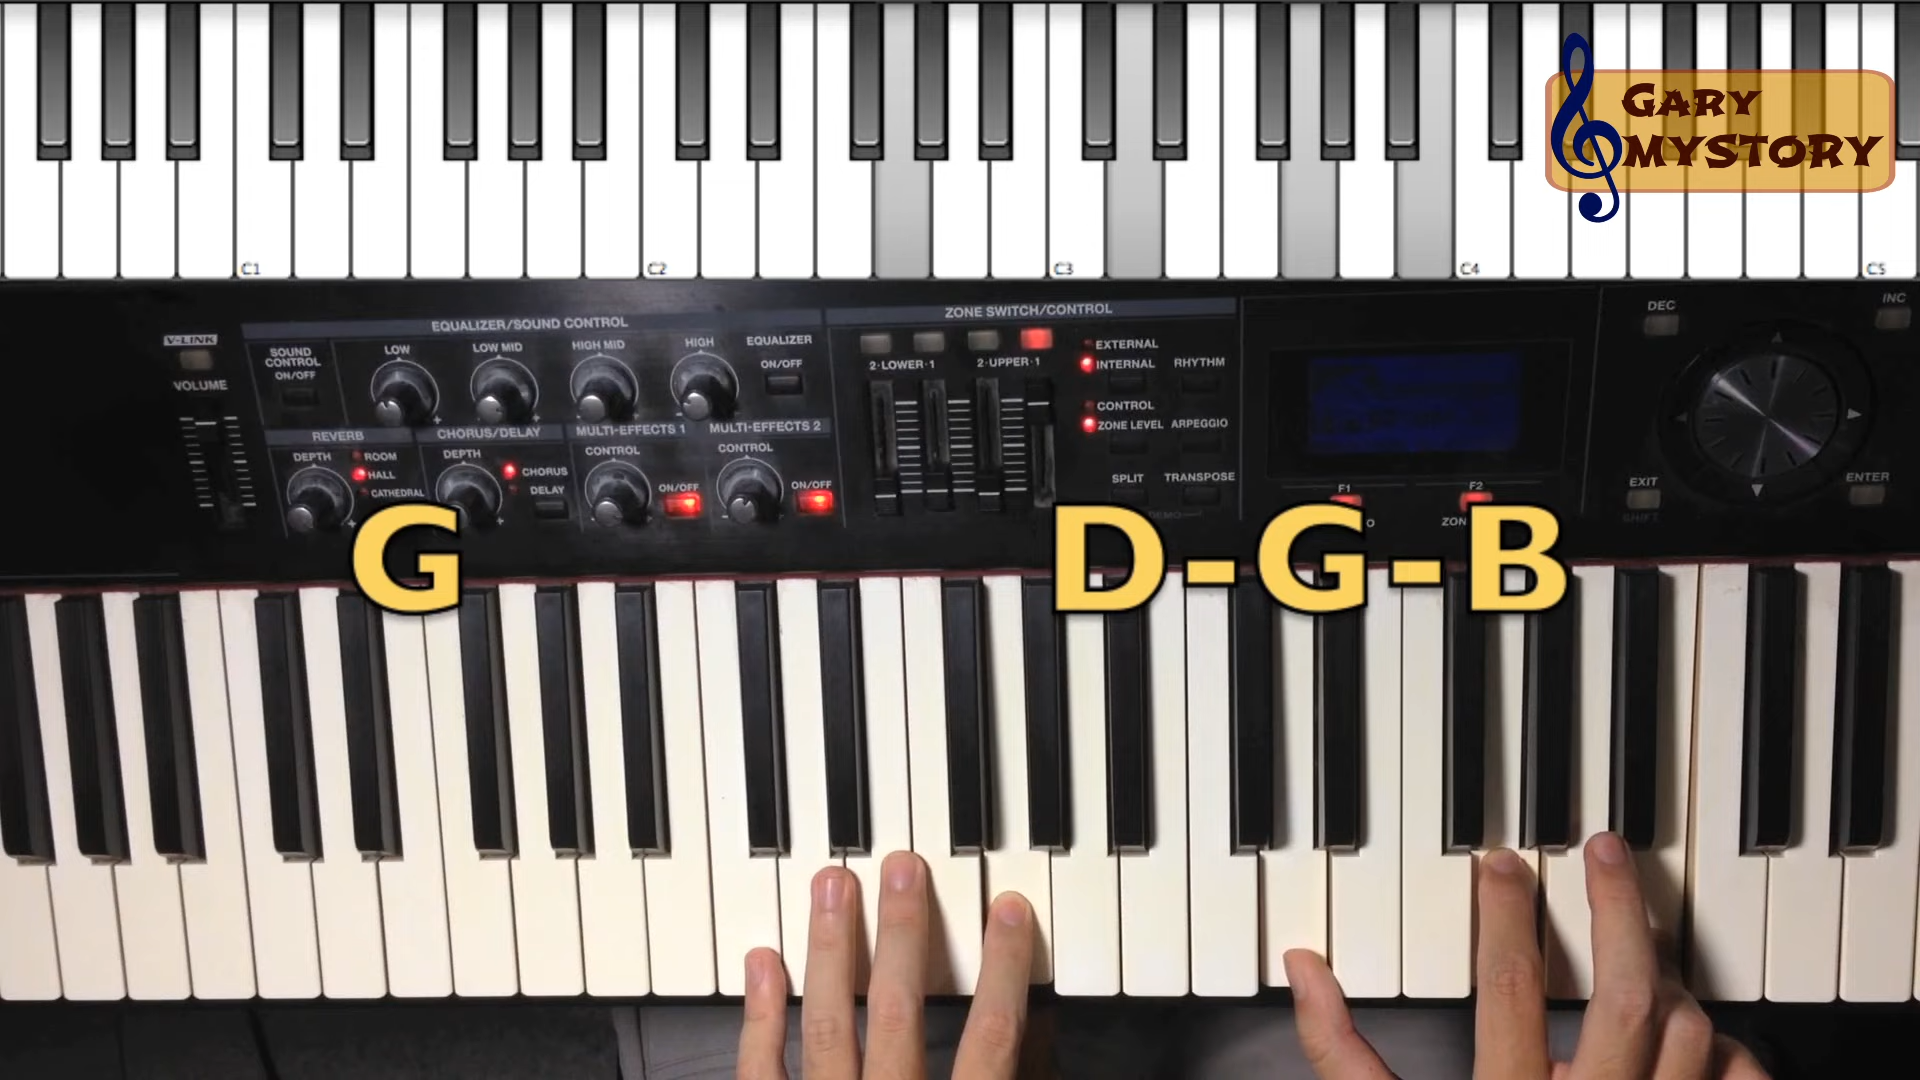 GARY
MYSTORY
C1
C2
C3
C4
C5
V-LINK
VOLUME
EQUALIZER/SOUND CONTROL
SOUND
CONTROL
ON/OFF
LOW
LOW MID
HIGH MID
HIGH
EQUALIZER
ON/OFF
REVERB
DEPTH
ROOM
HALL
CATHEDRAL
CHORUS/DELAY
DEPTH
CHORUS
DELAY
MULTI-EFFECTS 1
CONTROL
ON/OFF
MULTI-EFFECTS 2
CONTROL
ON/OFF
ZONE SWITCH/CONTROL
2·LOWER·1
2·UPPER·1
EXTERNAL
INTERNAL
RHYTHM
CONTROL
ZONE LEVEL
ARPEGGIO
SPLIT
TRANSPOSE
DEMO
F1
F2
ZON
DEC
INC
EXIT
SHIFT
ENTER
G
D-G-B